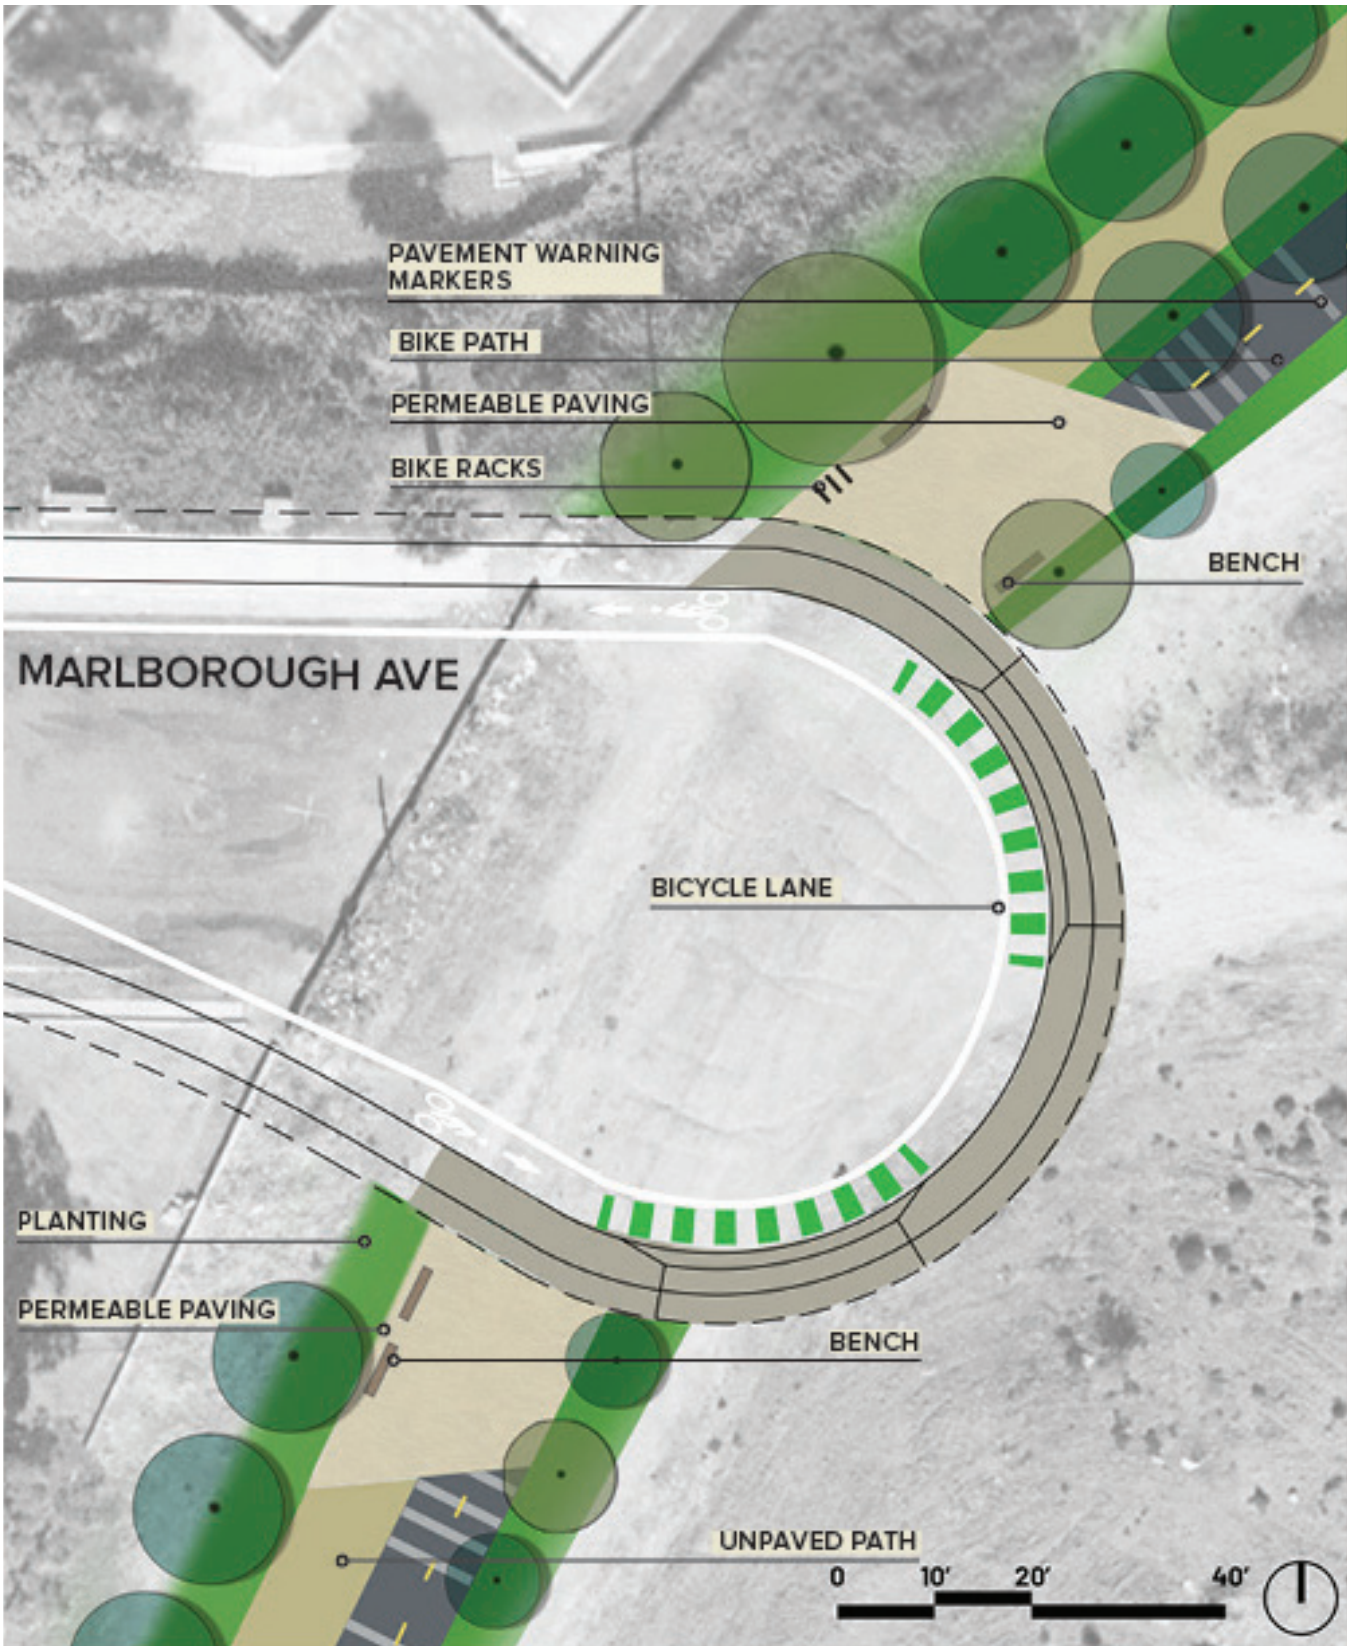 PAVEMENT WARNING
MARKERS
BIKE PATH
PERMEABLE PAVING
BIKE RACKS
BENCH
MARLBOROUGH AVE
BICYCLE LANE
PLANTING
PERMEABLE PAVING
BENCH
UNPAVED PATH
0 10' 20' 40'